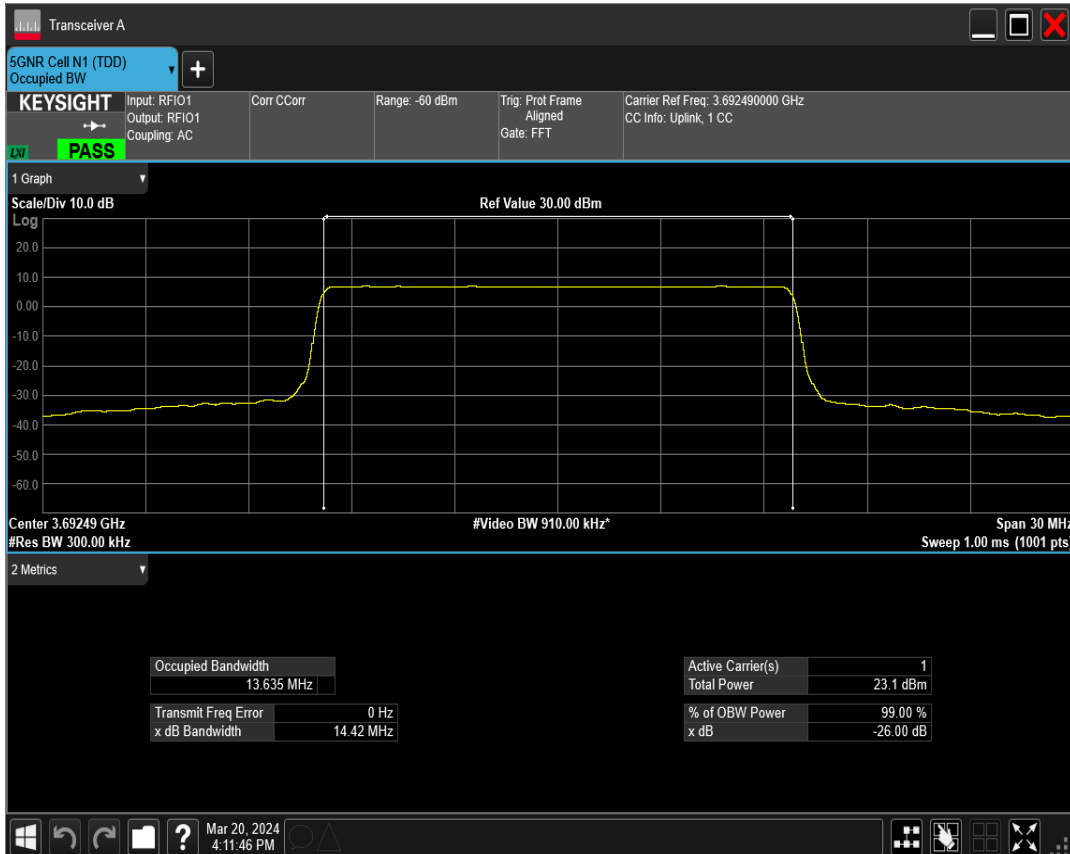 Transceiver A
5GNR Cell N1 (TDD)
Occupied BW
+
KEYSIGHT
LXI
PASS
Input: RFIO1
Output: RFIO1
Coupling: AC
Corr CCorr
Range: -60 dBm
Trig: Prot Frame
Aligned
Gate: FFT
Carrier Ref Freq: 3.692490000 GHz
CC Info: Uplink, 1 CC
1 Graph
Scale/Div 10.0 dB
Ref Value 30.00 dBm
Log
20.0
10.0
0.00
-10.0
-20.0
-30.0
-40.0
-50.0
-60.0
Center 3.69249 GHz
#Video BW 910.00 kHz*
Span 30 MHz
#Res BW 300.00 kHz
Sweep 1.00 ms (1001 pts)
2 Metrics
Occupied Bandwidth
13.635 MHz
Transmit Freq Error 0 Hz
x dB Bandwidth 14.42 MHz
Active Carrier(s) 1
Total Power 23.1 dBm
% of OBW Power 99.00 %
x dB -26.00 dB
?
Mar 20, 2024
4:11:46 PM